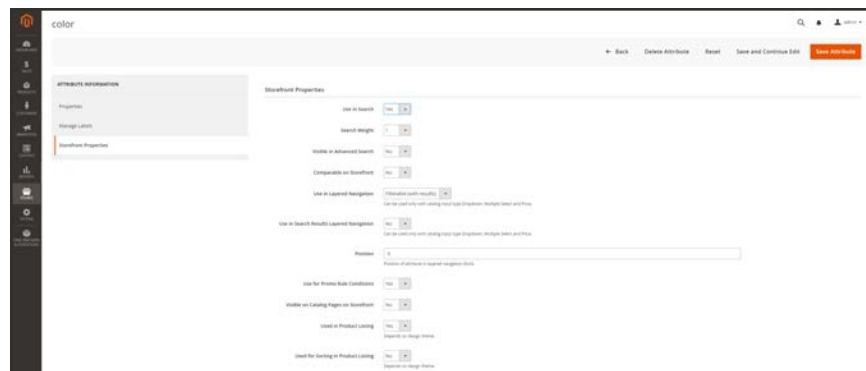 color
admin
← Back
Delete Attribute
Reset
Save and Continue Edit
Save Attribute
ATTRIBUTE INFORMATION
Properties
Manage Labels
Storefront Properties
Storefront Properties
Use in Search
Yes
Search Weight
1
Visible in Advanced Search
No
Comparable on Storefront
No
Use in Layered Navigation
Filterable (with results)
Can be used only with catalog input type Dropdown, Multiple Select and Price.
Use in Search Results Layered Navigation
No
Can be used only with catalog input type Dropdown, Multiple Select and Price.
Position
0
Position of attribute in layered navigation block.
Use for Promo Rule Conditions
Yes
Visible on Catalog Pages on Storefront
No
Used in Product Listing
Yes
Depends on design theme.
Used for Sorting in Product Listing
No
Depends on design theme.